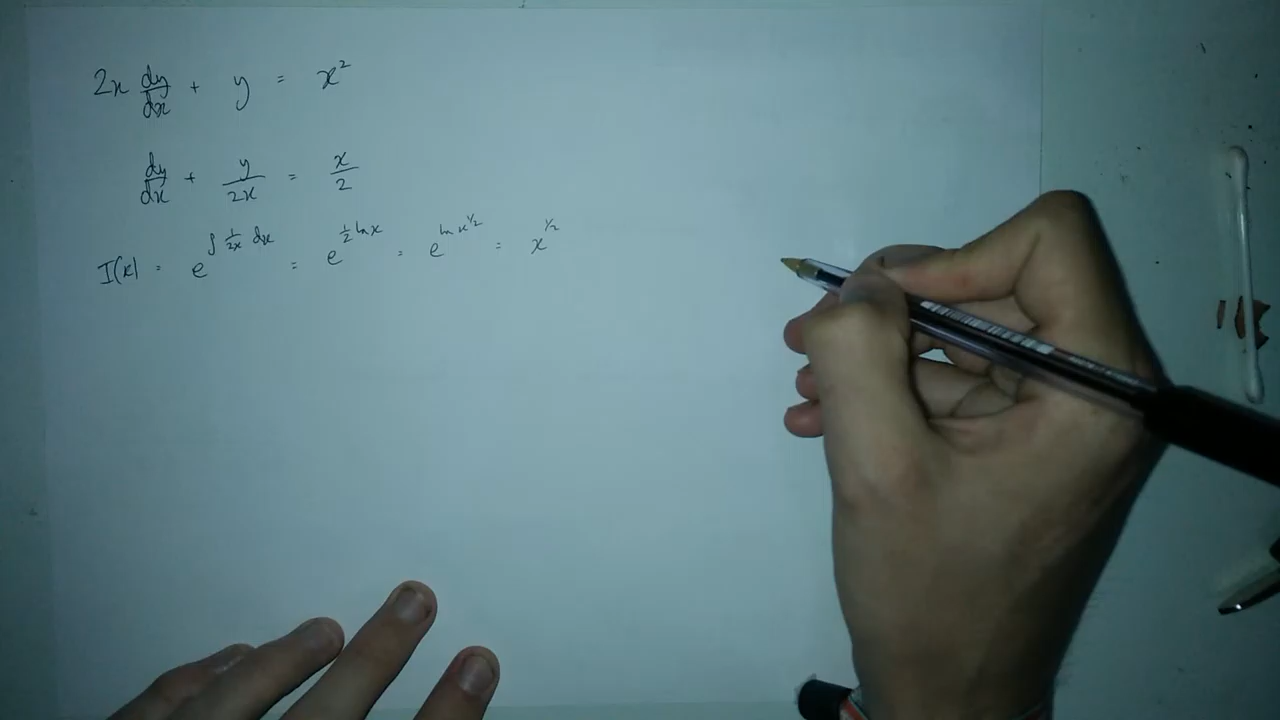 2x dy/dx + y = x²
dy/dx + y/2x = x/2
I(x) = e^∫ 1/2x dx = e^½ ln x = e^ln x^½ = x^½